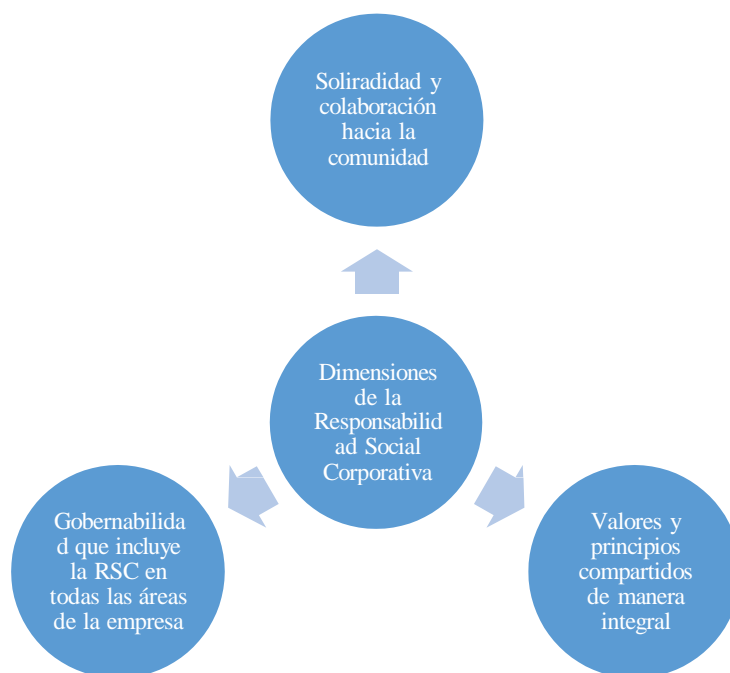 Soliradidad y
colaboración
hacia la
comunidad
Dimensiones
de la
Responsabilid
ad Social
Corporativa
Gobernabilida
d que incluye
la RSC en
todas las áreas
de la empresa
Valores y
principios
compartidos
de manera
integral